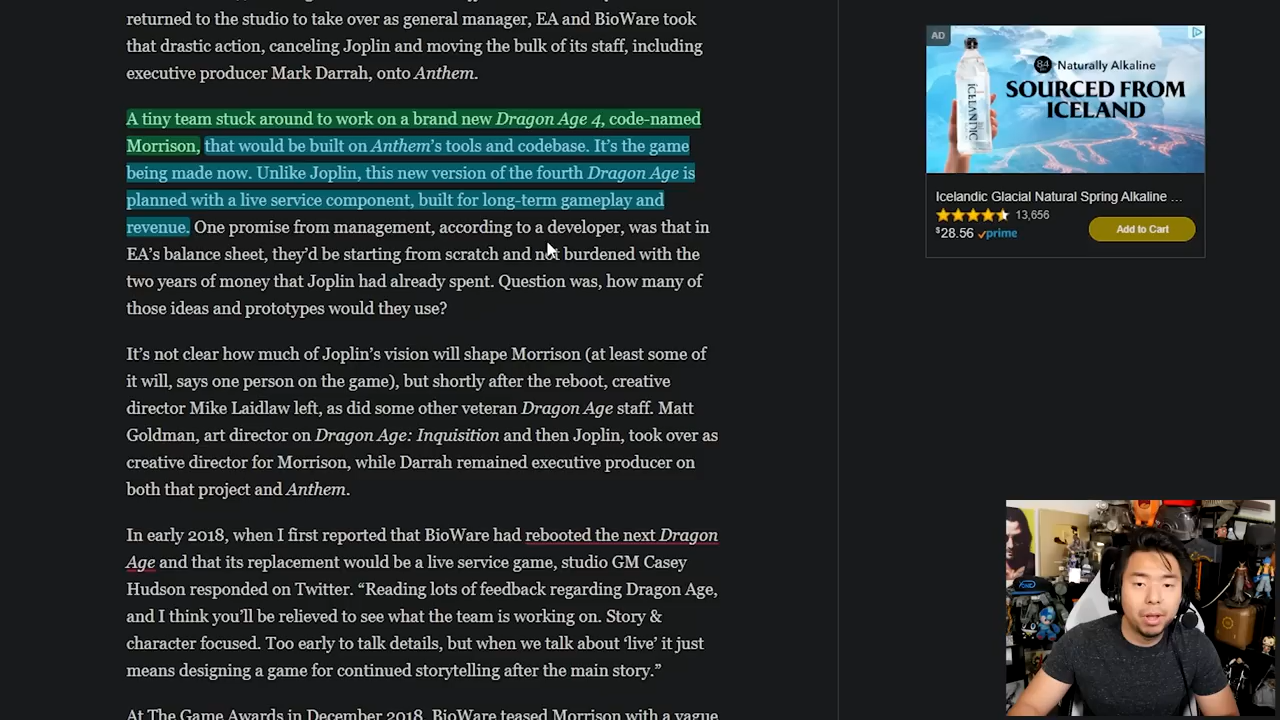 returned to the studio to take over as general manager, EA and BioWare took
that drastic action, canceling Joplin and moving the bulk of its staff, including
executive producer Mark Darrah, onto Anthem.
A tiny team stuck around to work on a brand new Dragon Age 4, code-named
Morrison, that would be built on Anthem’s tools and codebase. It’s the game
being made now. Unlike Joplin, this new version of the fourth Dragon Age is
planned with a live service component, built for long-term gameplay and
revenue. One promise from management, according to a developer, was that in
EA’s balance sheet, they’d be starting from scratch and not burdened with the
two years of money that Joplin had already spent. Question was, how many of
those ideas and prototypes would they use?
It’s not clear how much of Joplin’s vision will shape Morrison (at least some of
it will, says one person on the game), but shortly after the reboot, creative
director Mike Laidlaw left, as did some other veteran Dragon Age staff. Matt
Goldman, art director on Dragon Age: Inquisition and then Joplin, took over as
creative director for Morrison, while Darrah remained executive producer on
both that project and Anthem.
In early 2018, when I first reported that BioWare had rebooted the next Dragon
Age and that its replacement would be a live service game, studio GM Casey
Hudson responded on Twitter. “Reading lots of feedback regarding Dragon Age,
and I think you’ll be relieved to see what the team is working on. Story &
character focused. Too early to talk details, but when we talk about ‘live’ it just
means designing a game for continued storytelling after the main story.”
At The Game Awards in December 2018, BioWare teased Morrison with a vague
AD
84 Naturally Alkaline
SOURCED FROM
ICELAND
ICELANDIC
Icelandic Glacial Natural Spring Alkaline ...
13,656
$28.56 prime
Add to Cart